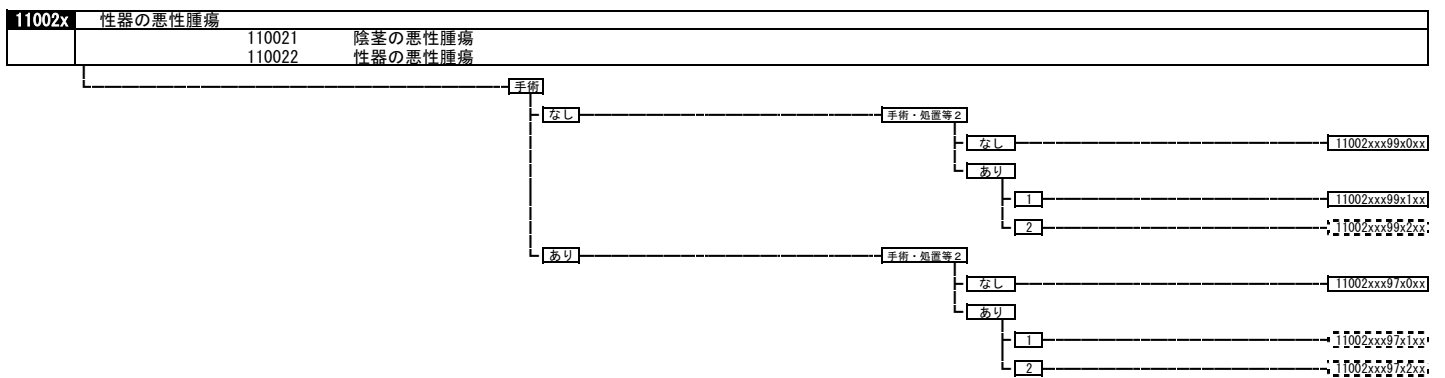 11002x 性器の悪性腫瘍
110021 陰茎の悪性腫瘍
110022 性器の悪性腫瘍
手術
なし 手術・処置等2
なし 11002xxx99x0xx
あり
1 11002xxx99x1xx
2 11002xxx99x2xx
あり 手術・処置等2
なし 11002xxx97x0xx
あり
1 11002xxx97x1xx
2 11002xxx97x2xx